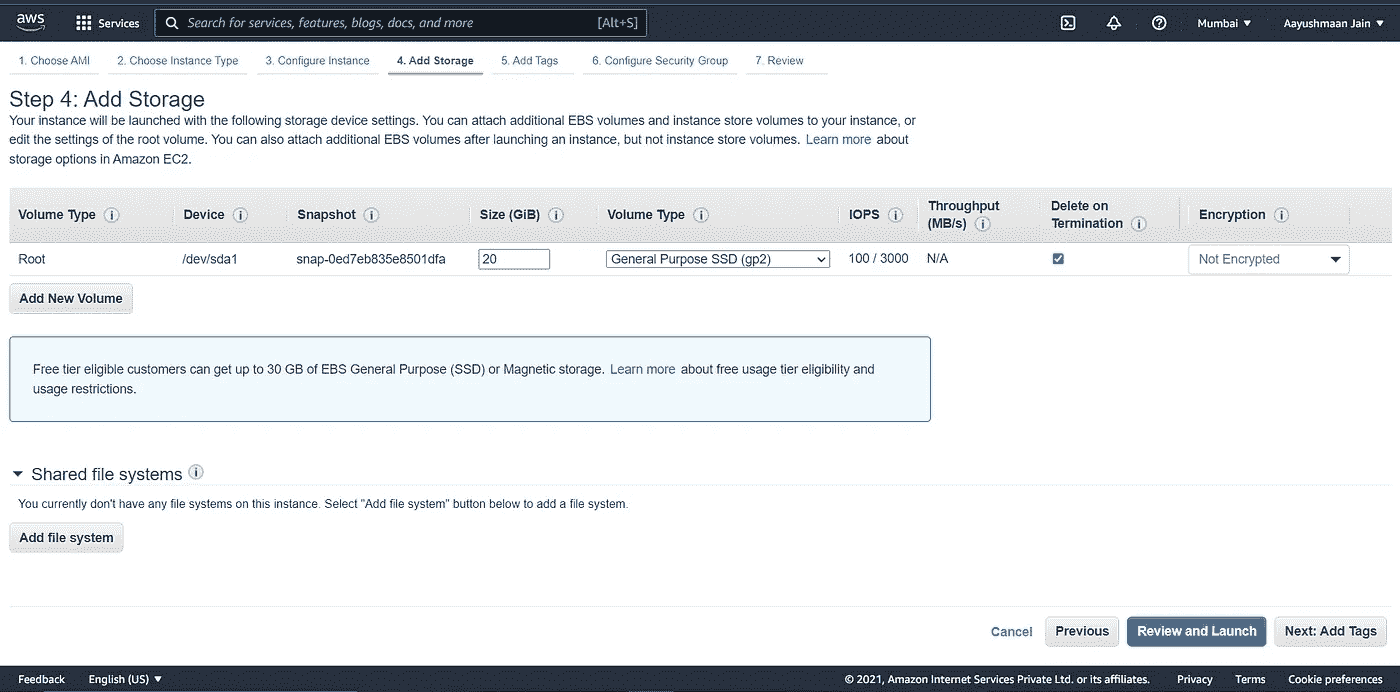 aws Services Search for services, features, blogs, docs, and more [Alt+S] Mumbai Aayushmaan Jain
1. Choose AMI 2. Choose Instance Type 3. Configure Instance 4. Add Storage 5. Add Tags 6. Configure Security Group 7. Review
Step 4: Add Storage
Your instance will be launched with the following storage device settings. You can attach additional EBS volumes and instance store volumes to your instance, or
edit the settings of the root volume. You can also attach additional EBS volumes after launching an instance, but not instance store volumes. Learn more about
storage options in Amazon EC2.
Volume Type Device Snapshot Size (GiB) Volume Type IOPS Throughput (MB/s) Delete on Termination Encryption
Root /dev/sda1 snap-0ed7eb835e8501dfa 20 General Purpose SSD (gp2) 100 / 3000 N/A Not Encrypted
Add New Volume
Free tier eligible customers can get up to 30 GB of EBS General Purpose (SSD) or Magnetic storage. Learn more about free usage tier eligibility and
usage restrictions.
Shared file systems
You currently don't have any file systems on this instance. Select "Add file system" button below to add a file system.
Add file system
Cancel Previous Review and Launch Next: Add Tags
Feedback English (US) © 2021, Amazon Internet Services Private Ltd. or its affiliates. Privacy Terms Cookie preferences